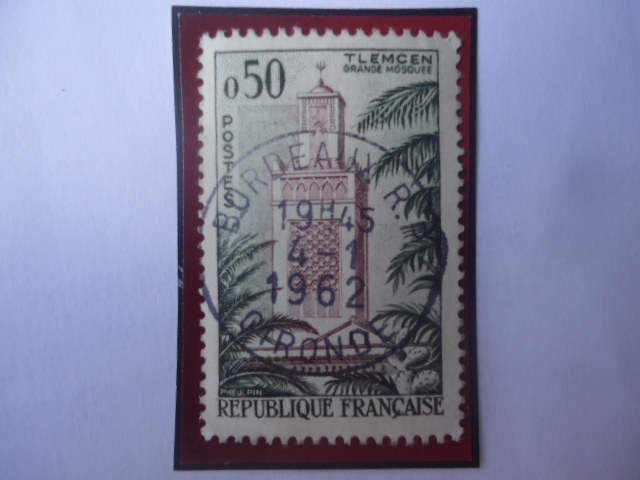 TLEMCEN
GRANDE MOSQUÉE
0,50
POSTES
BORDEAUX R.
19H45
4-1
1962
GIRONDE
PHEULPIN
REPUBLIQUE FRANÇAISE